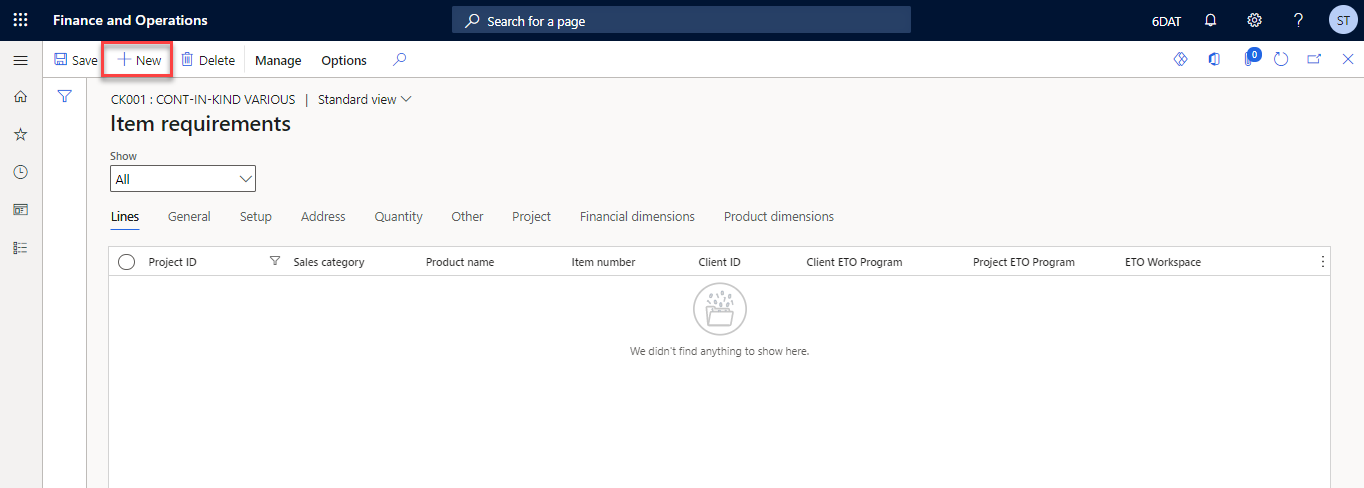 Finance and Operations
Search for a page
6DAT
? ST
Save
New
Delete
Manage
Options
0
CK001 : CONT-IN-KIND VARIOUS | Standard view
Item requirements
Show
All
Lines General Setup Address Quantity Other Project Financial dimensions Product dimensions
Project ID Sales category Product name Item number Client ID Client ETO Program Project ETO Program ETO Workspace
We didn't find anything to show here.